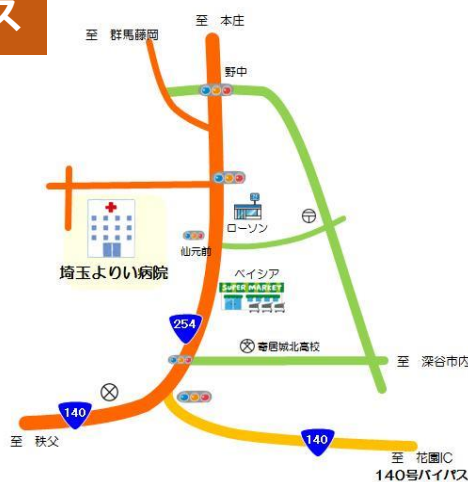 ス
至 本庄
至 群馬藤岡
野中
ローソン
仙元前
埼玉よりい病院
ベイシア
SUPER MARKET
254
寄居城北高校
至 深谷市内
140
140
至 秩父
至 花園IC
140号バイパス